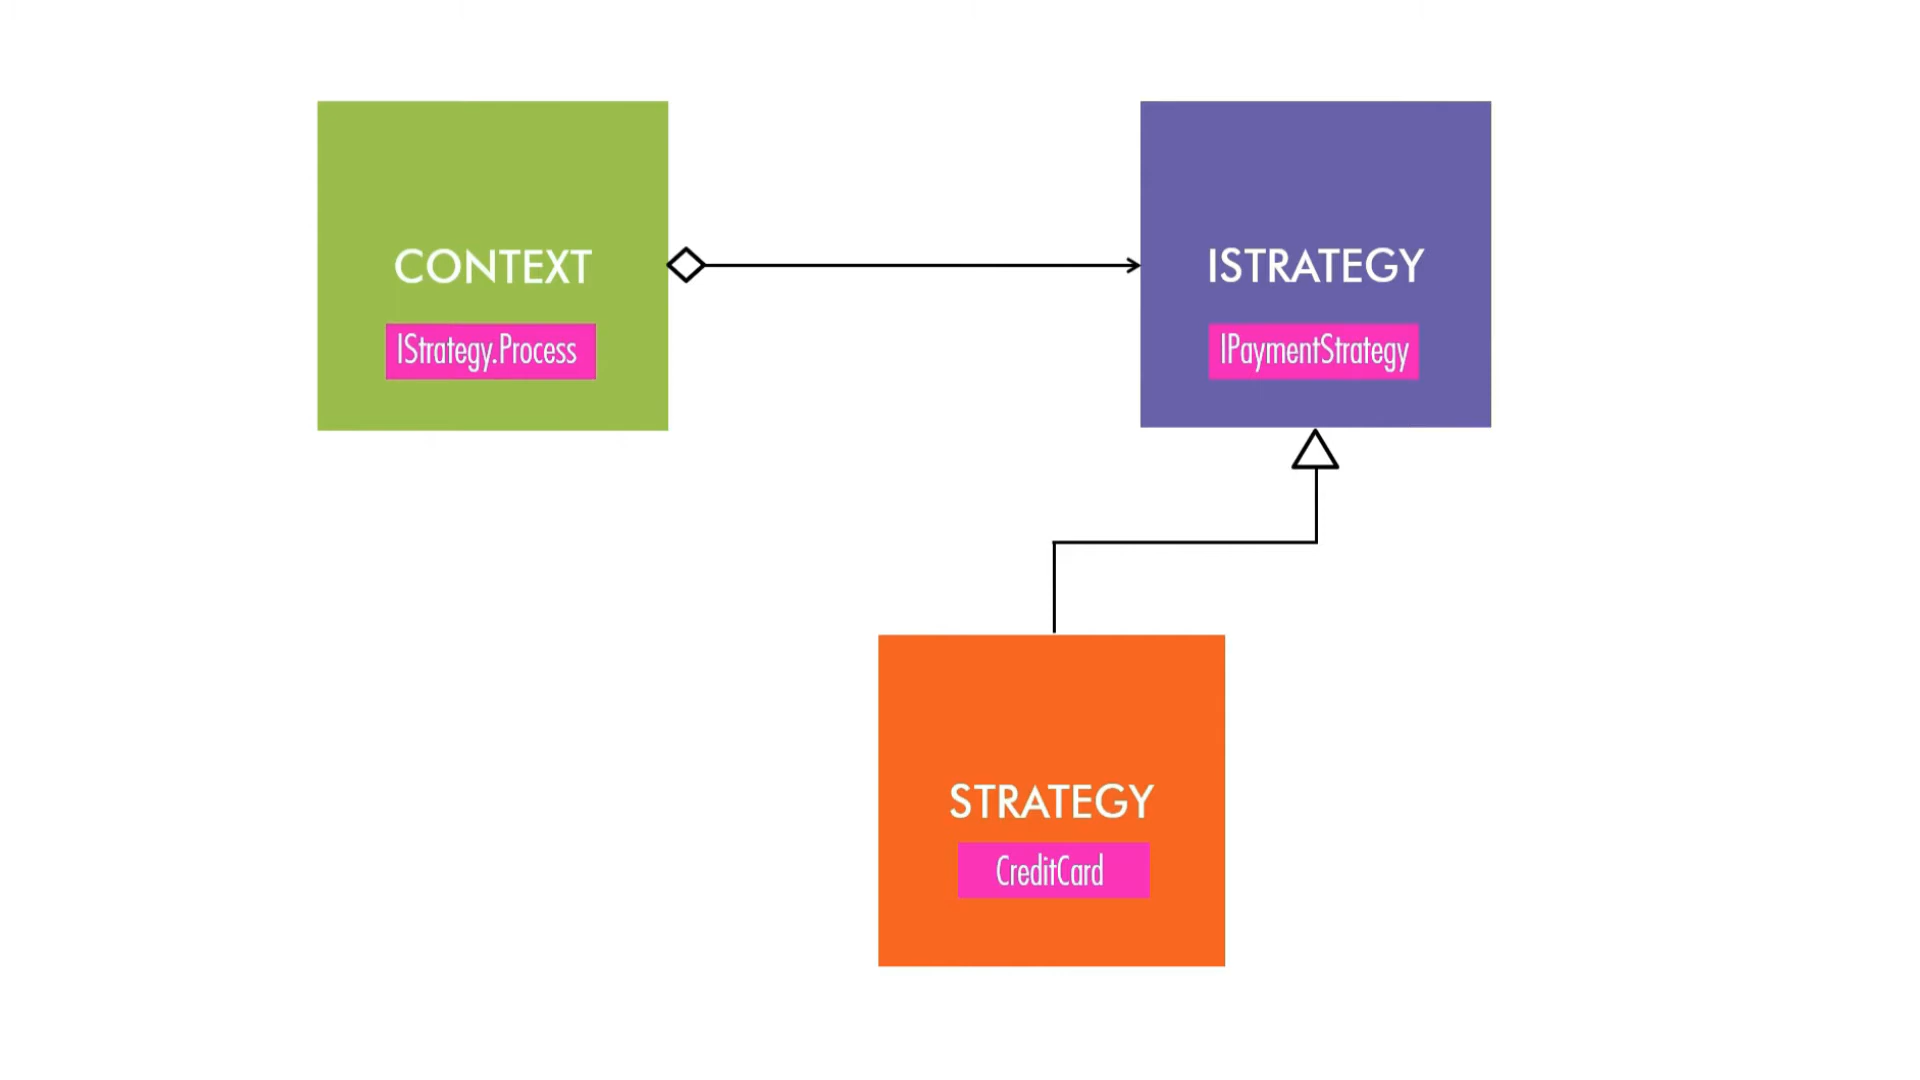 CONTEXT
IStrategy.Process
ISTRATEGY
IPaymentStrategy
STRATEGY
CreditCard